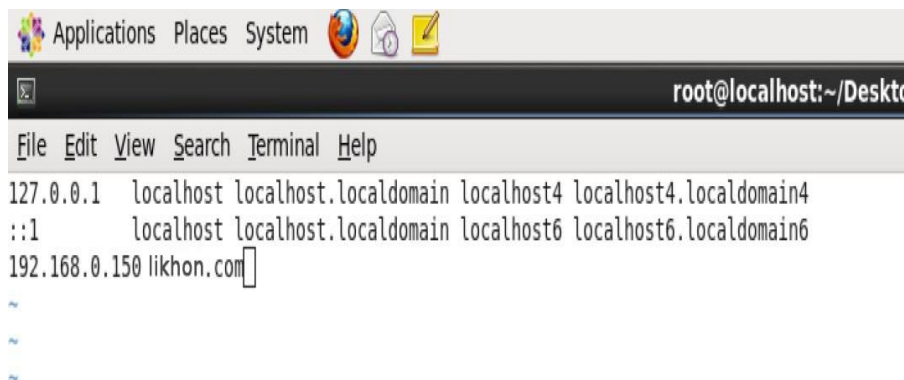 Applications Places System
root@localhost:~/Deskto
File Edit View Search Terminal Help
127.0.0.1 localhost localhost.localdomain localhost4 localhost4.localdomain4
::1 localhost localhost.localdomain localhost6 localhost6.localdomain6
192.168.0.150 likhon.com
~
~
~